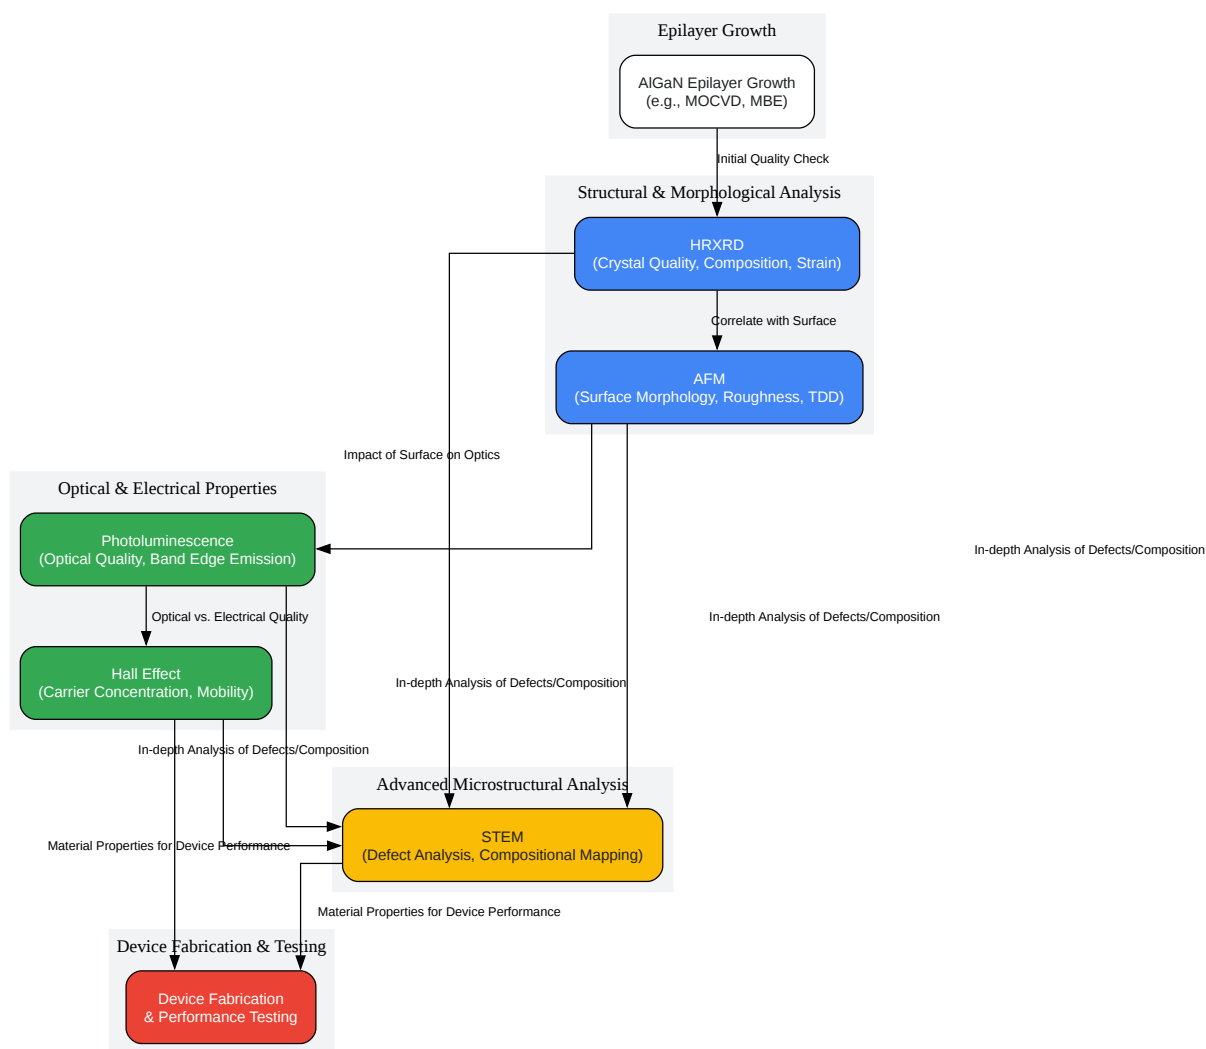 Epilayer Growth
AlGaN Epilayer Growth
(e.g., MOCVD, MBE)
Initial Quality Check
Structural & Morphological Analysis
HRXRD
(Crystal Quality, Composition, Strain)
Correlate with Surface
AFM
(Surface Morphology, Roughness, TDD)
Impact of Surface on Optics
Optical & Electrical Properties
Photoluminescence
(Optical Quality, Band Edge Emission)
In-depth Analysis of Defects/Composition
Optical vs. Electrical Quality
In-depth Analysis of Defects/Composition
Hall Effect
(Carrier Concentration, Mobility)
In-depth Analysis of Defects/Composition
In-depth Analysis of Defects/Composition
Advanced Microstructural Analysis
STEM
(Defect Analysis, Compositional Mapping)
Material Properties for Device Performance
Material Properties for Device Performance
Device Fabrication & Testing
Device Fabrication
& Performance Testing